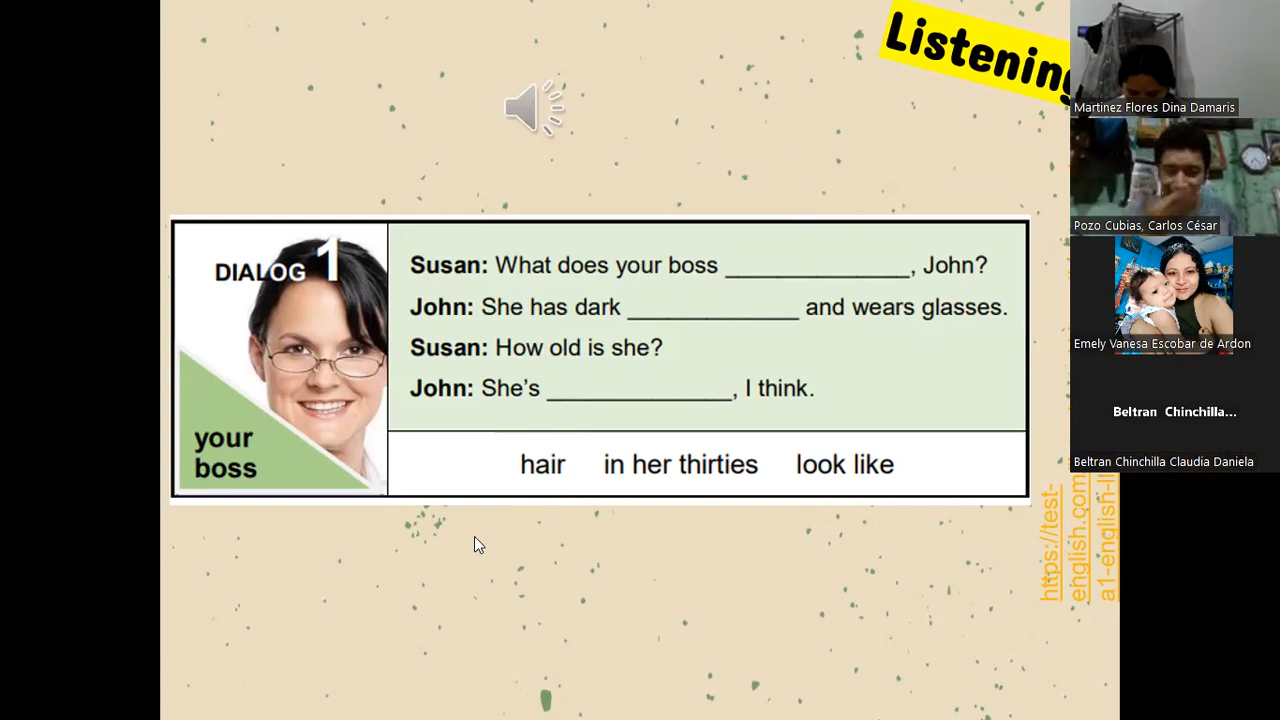 Listening
DIALOG 1
Susan: What does your boss ______________, John?
John: She has dark _____________ and wears glasses.
Susan: How old is she?
John: She's ______________, I think.
your
boss
hair in her thirties look like
https://test-
english.com
a1-english-li
Martinez Flores Dina Damaris
Pozo Cubias, Carlos César
Emely Vanesa Escobar de Ardon
Beltran Chinchilla...
Beltran Chinchilla Claudia Daniela